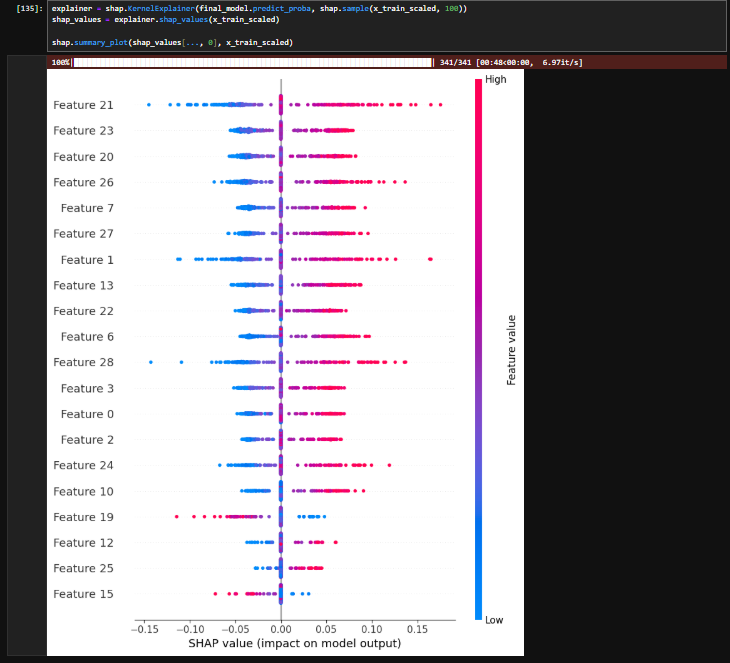 [135]: explainer = shap.KernelExplainer(final_model.predict_proba, shap.sample(x_train_scaled, 100))
shap_values = explainer.shap_values(x_train_scaled)
shap.summary_plot(shap_values[..., 0], x_train_scaled)
100% 341/341 [00:48<00:00, 6.97it/s]
High
Feature 21
Feature 23
Feature 20
Feature 26
Feature 7
Feature 27
Feature 1
Feature 13
Feature 22
Feature 6
Feature 28
Feature 3
Feature 0
Feature 2
Feature 24
Feature 10
Feature 19
Feature 12
Feature 25
Feature 15
Feature value
Low
−0.15 −0.10 −0.05 0.00 0.05 0.10 0.15
SHAP value (impact on model output)